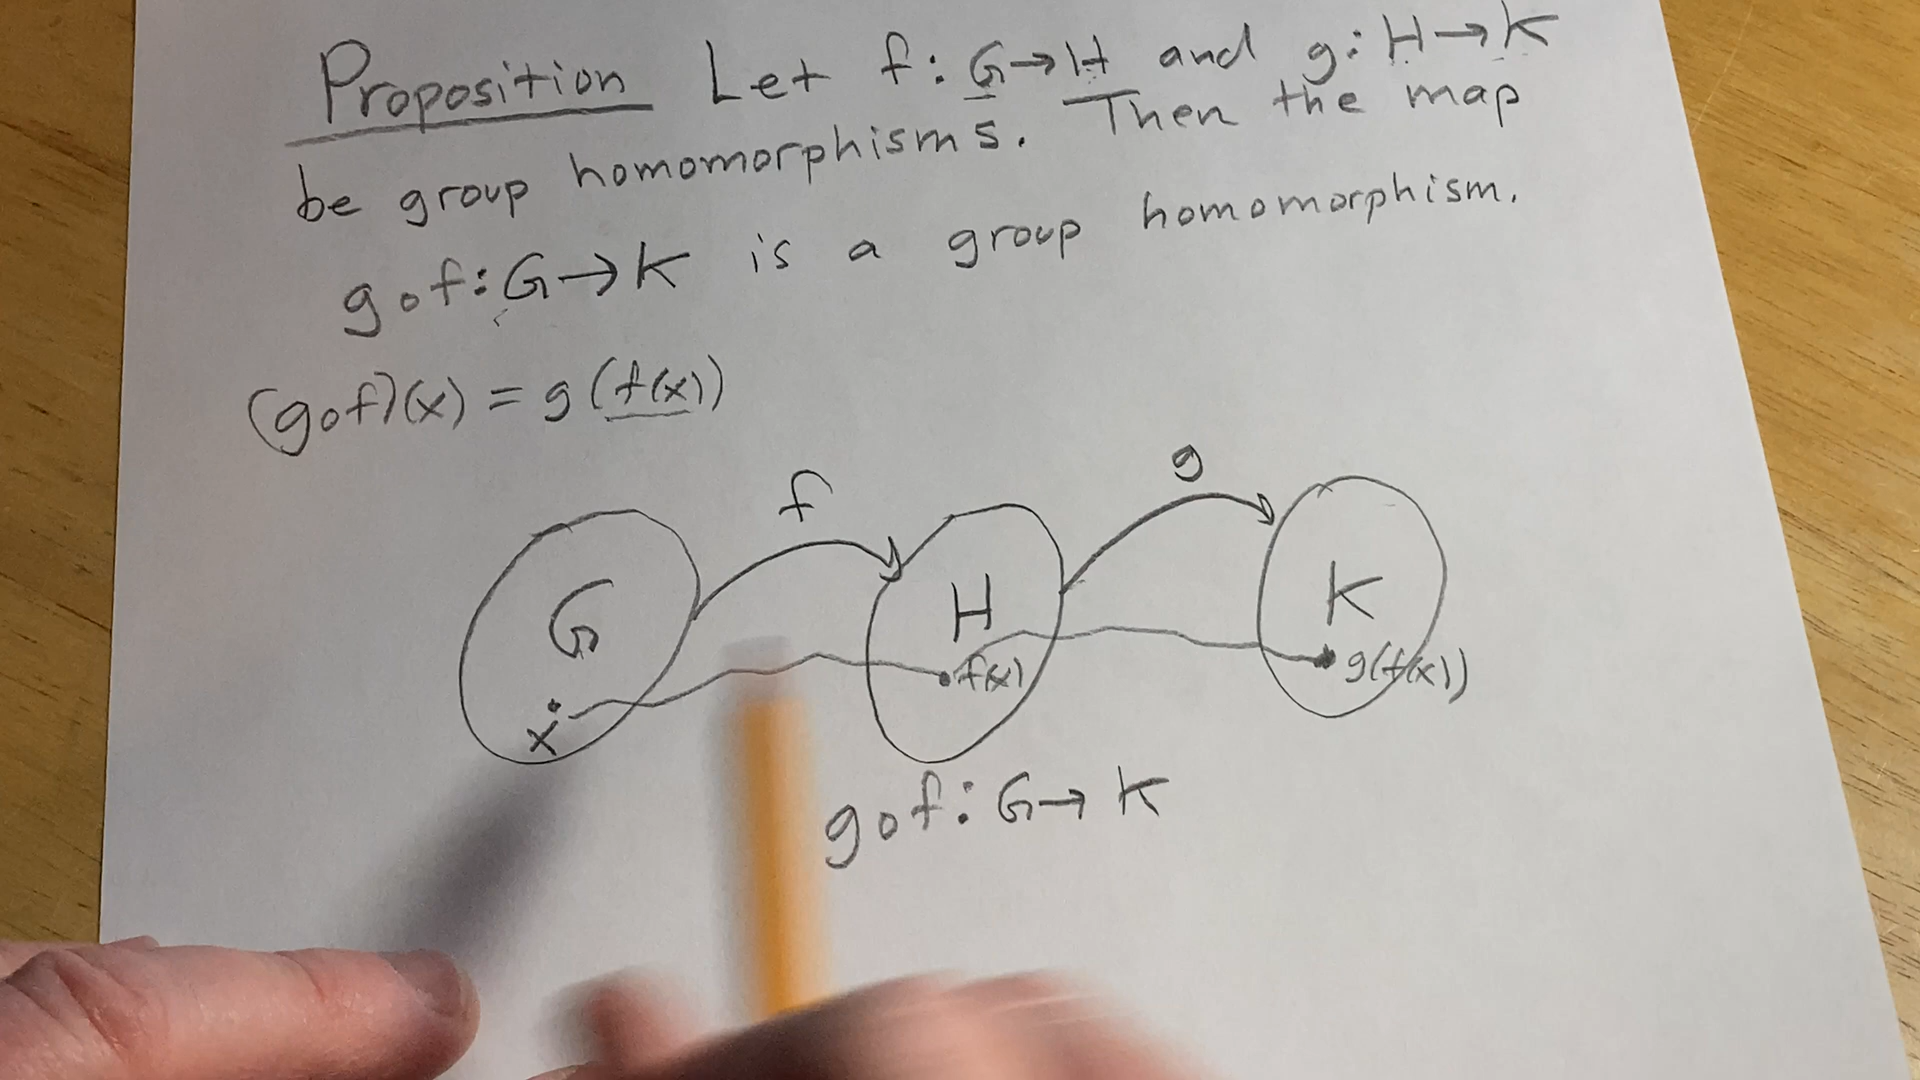 Proposition Let f: G→H and g: H→K
be group homomorphisms. Then the map
g∘f: G→K is a group homomorphism.
(g∘f)(x) = g(f(x))
f
g
G
H
K
x
f(x)
g(f(x))
g∘f: G→K